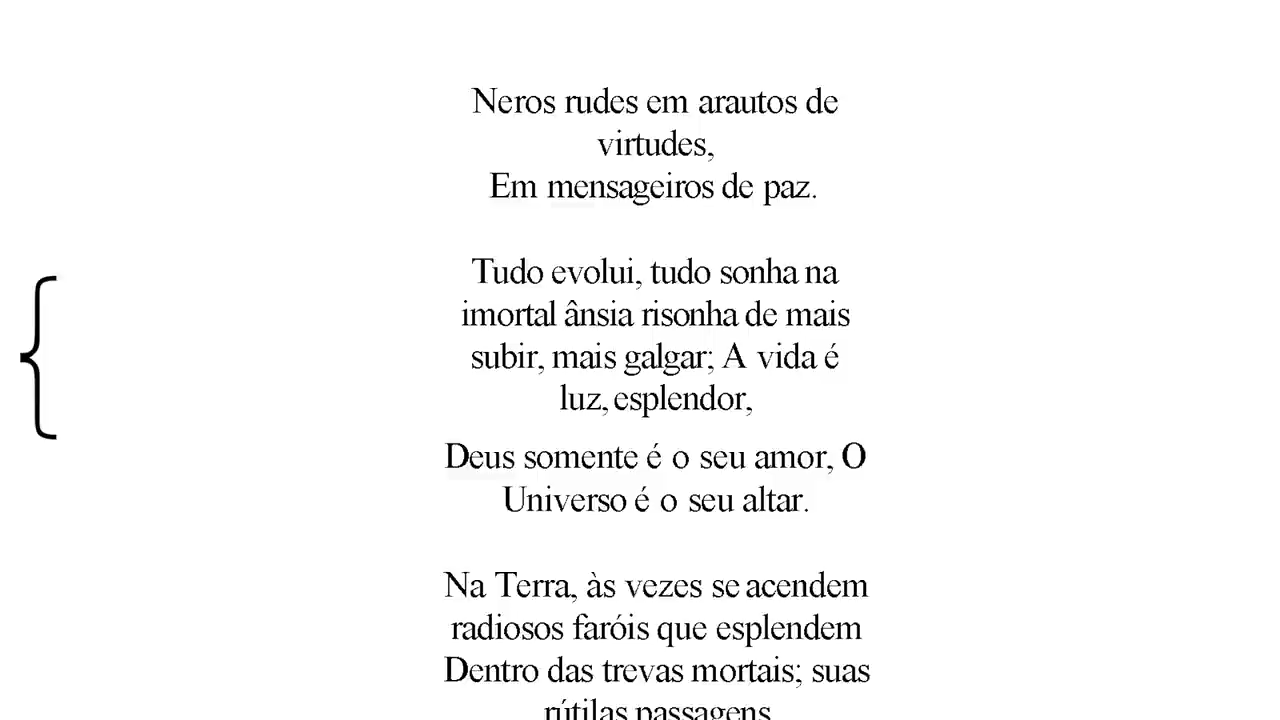 Neros rudes em arautos de
virtudes,
Em mensageiros de paz.
Tudo evolui, tudo sonha na
imortal ânsia risonha de mais
subir, mais galgar; A vida é
luz, esplendor,
Deus somente é o seu amor, O
Universo é o seu altar.
Na Terra, às vezes se acendem
radiosos faróis que esplendem
Dentro das trevas mortais; suas
rútilas passagens